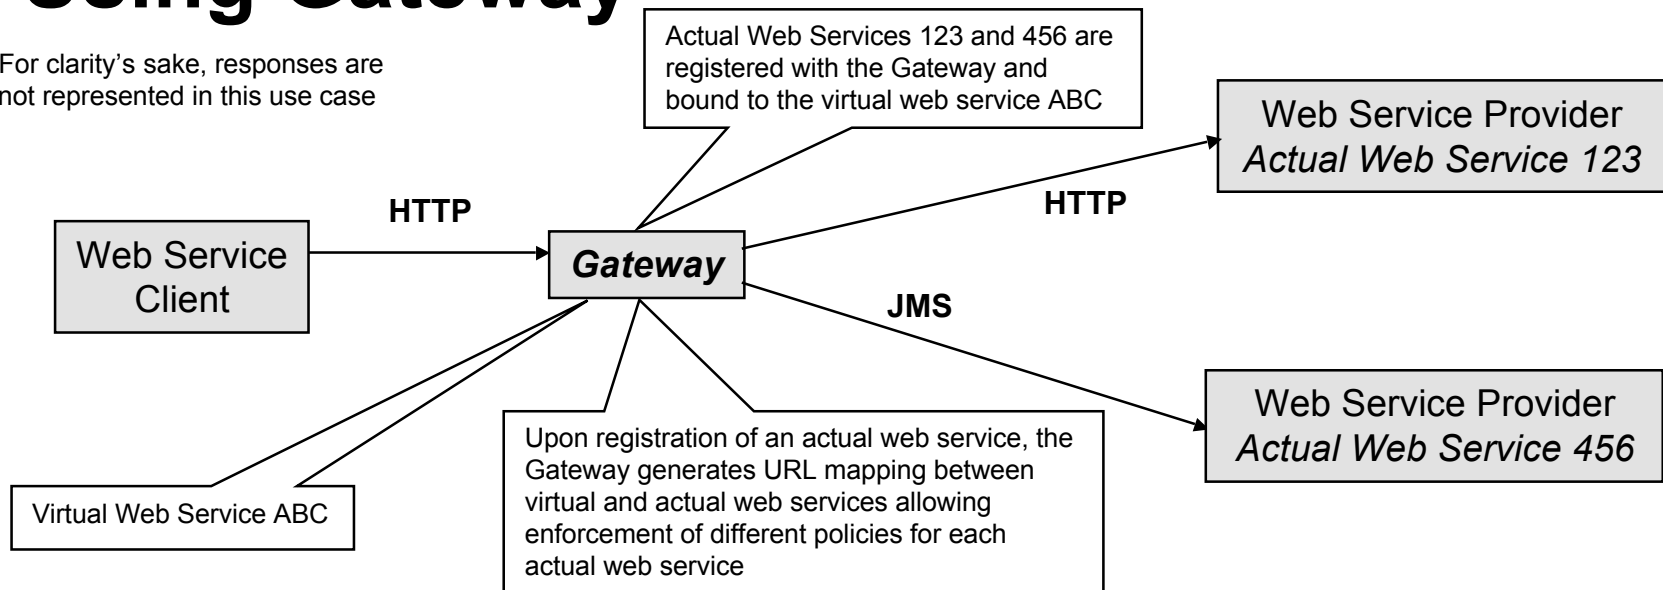 Using Gateway
For clarity’s sake, responses are
not represented in this use case
Actual Web Services 123 and 456 are
registered with the Gateway and
bound to the virtual web service ABC
Web Service Provider
Actual Web Service 123
HTTP
HTTP
Web Service
Client
Gateway
JMS
Web Service Provider
Actual Web Service 456
Upon registration of an actual web service, the
Gateway generates URL mapping between
virtual and actual web services allowing
enforcement of different policies for each
actual web service
Virtual Web Service ABC